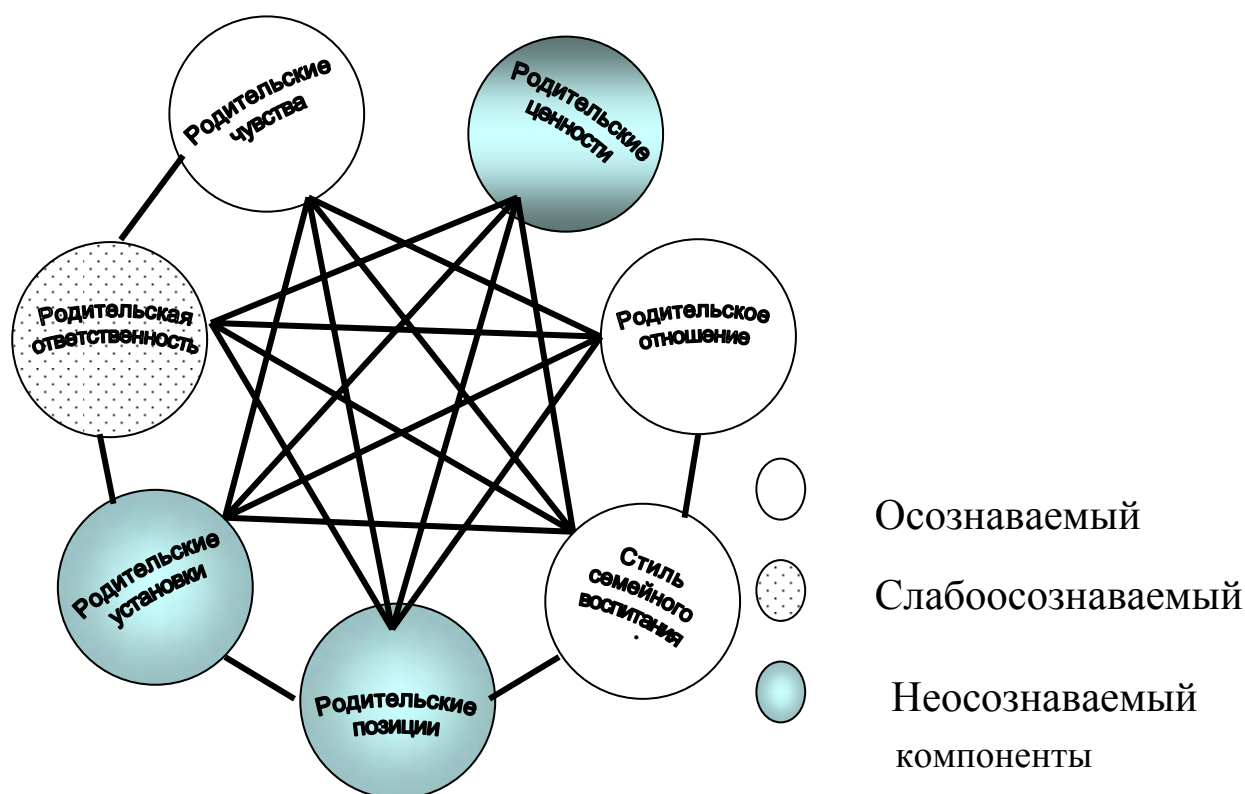 Родительские
чувства
Родительские
ценности
Родительская
ответственность
Родительское
отношение
Родительские
установки
Стиль
семейного
воспитания
.
Родительские
позиции
Осознаваемый
Слабоосознаваемый
Неосознаваемый
компоненты